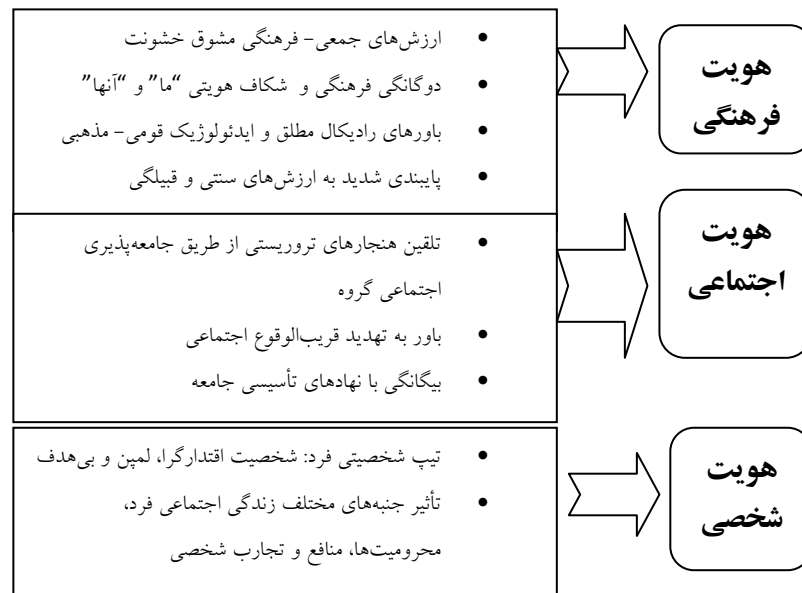 • ارزش‌های جمعی- فرهنگی مشوق خشونت
• دوگانگی فرهنگی و شکاف هویتی “ما” و “آنها”
• باورهای رادیکال مطلق و ایدئولوژیک قومی- مذهبی
• پایبندی شدید به ارزش‌های سنتی و قبیلگی
هویت
فرهنگی
• تلقین هنجارهای تروریستی از طریق جامعه‌پذیری
اجتماعی گروه
• باور به تهدید قریب‌الوقوع اجتماعی
• بیگانگی با نهادهای تأسیسی جامعه
هویت
اجتماعی
• تیپ شخصیتی فرد: شخصیت اقتدارگرا، لمپن و بی‌هدف
• تأثیر جنبه‌های مختلف زندگی اجتماعی فرد،
محرومیت‌ها، منافع و تجارب شخصی
هویت
شخصی